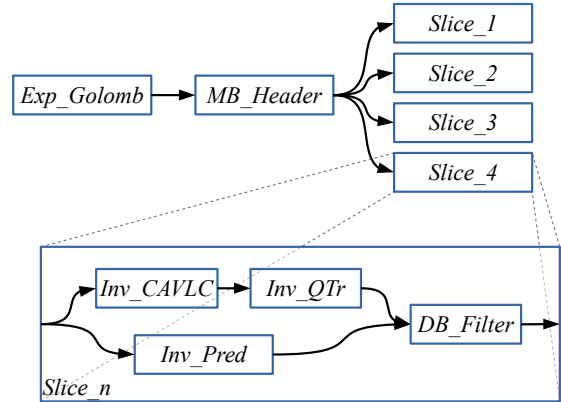 Slice_1
Slice_2
Exp_Golomb
MB_Header
Slice_3
Slice_4
Inv_CAVLC
Inv_QTr
DB_Filter
Inv_Pred
Slice_n